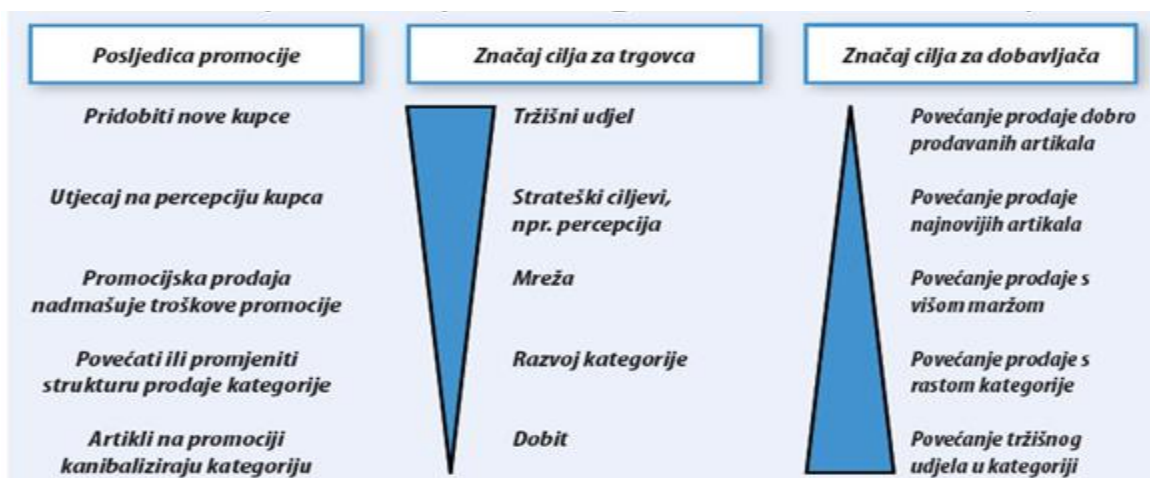 Posljedica promocije
Značaj cilja za trgovca
Značaj cilja za dobavljača
Pridobiti nove kupce
Tržišni udjel
Povećanje prodaje dobro
prodavanih artikala
Utjecaj na percepciju kupca
Strateški ciljevi,
npr. percepcija
Povećanje prodaje
najnovijih artikala
Promocijska prodaja
nadmašuje troškove promocije
Mreža
Povećanje prodaje s
višom maržom
Povećati ili promjeniti
strukturu prodaje kategorije
Razvoj kategorije
Povećanje prodaje s
rastom kategorije
Artikli na promociji
kanibaliziraju kategoriju
Dobit
Povećanje tržišnog
udjela u kategoriji